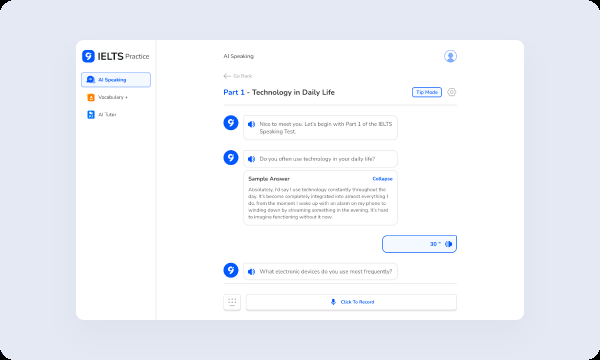 IELTS Practice
AI Speaking
Vocabulary +
AI Tutor
AI Speaking
Go Back
Part 1 - Technology in Daily Life
Tip Mode
Nice to meet you. Let's begin with Part 1 of the IELTS
Speaking Test.
Do you often use technology in your daily life?
Sample Answer
Collapse
Absolutely, I'd say I use technology constantly throughout the
day. It's become completely integrated into almost everything I
do, from the moment I wake up with an alarm on my phone to
winding down by streaming something in the evening. It's hard
to imagine functioning without it now.
30 "
What electronic devices do you use most frequently?
Click To Record